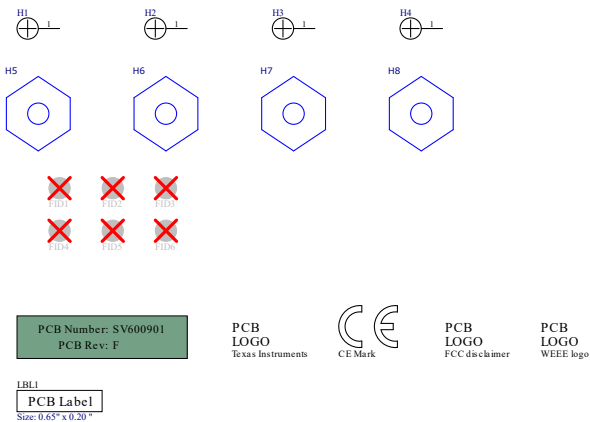 H1 H2 H3 H4
1 1 1 1
H5 H6 H7 H8
FID1 FID2 FID3
FID4 FID5 FID6
PCB Number: SV600901
PCB Rev: F
PCB
LOGO
Texas Instruments
CE
CE Mark
PCB
LOGO
FCC disclaimer
PCB
LOGO
WEEE logo
LBL1
PCB Label
Size: 0.65" x 0.20 "